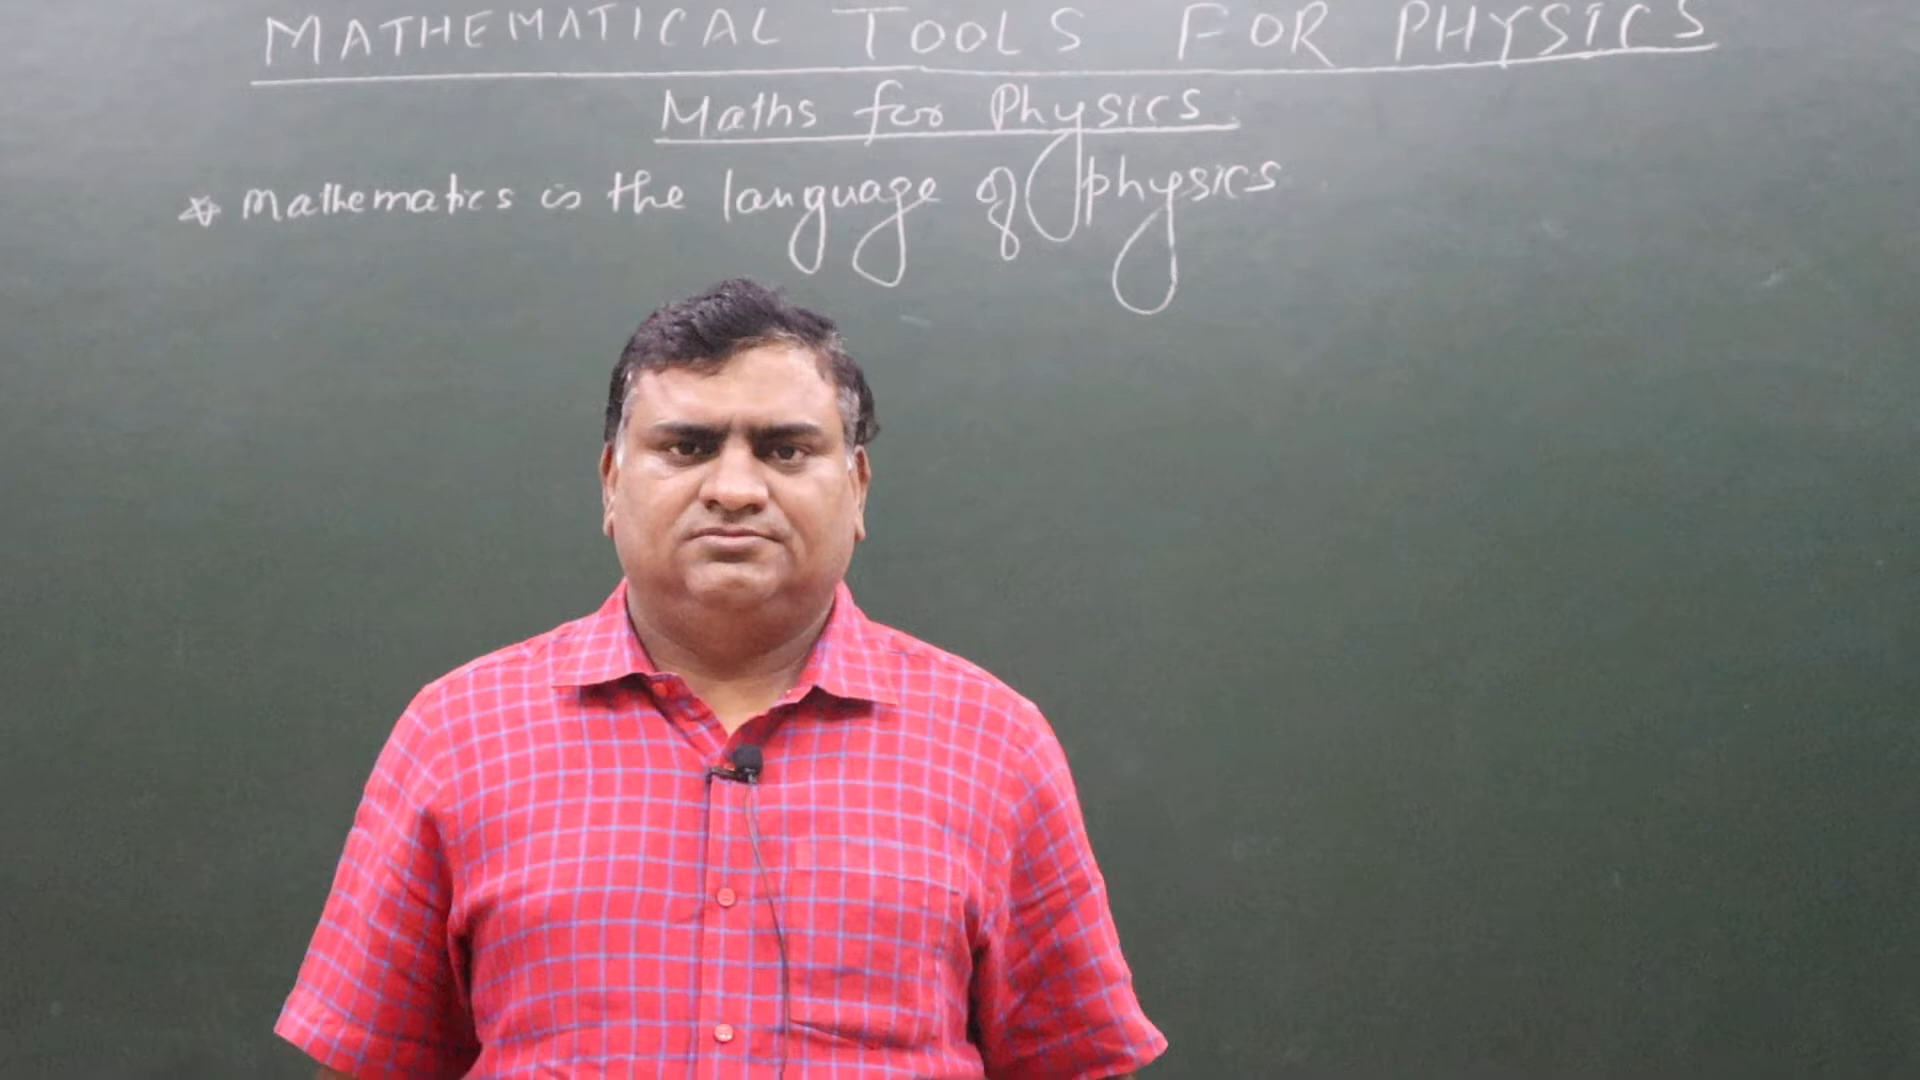 MATHEMATICAL TOOLS FOR PHYSICS
Maths for Physics
* Mathematics is the language of physics